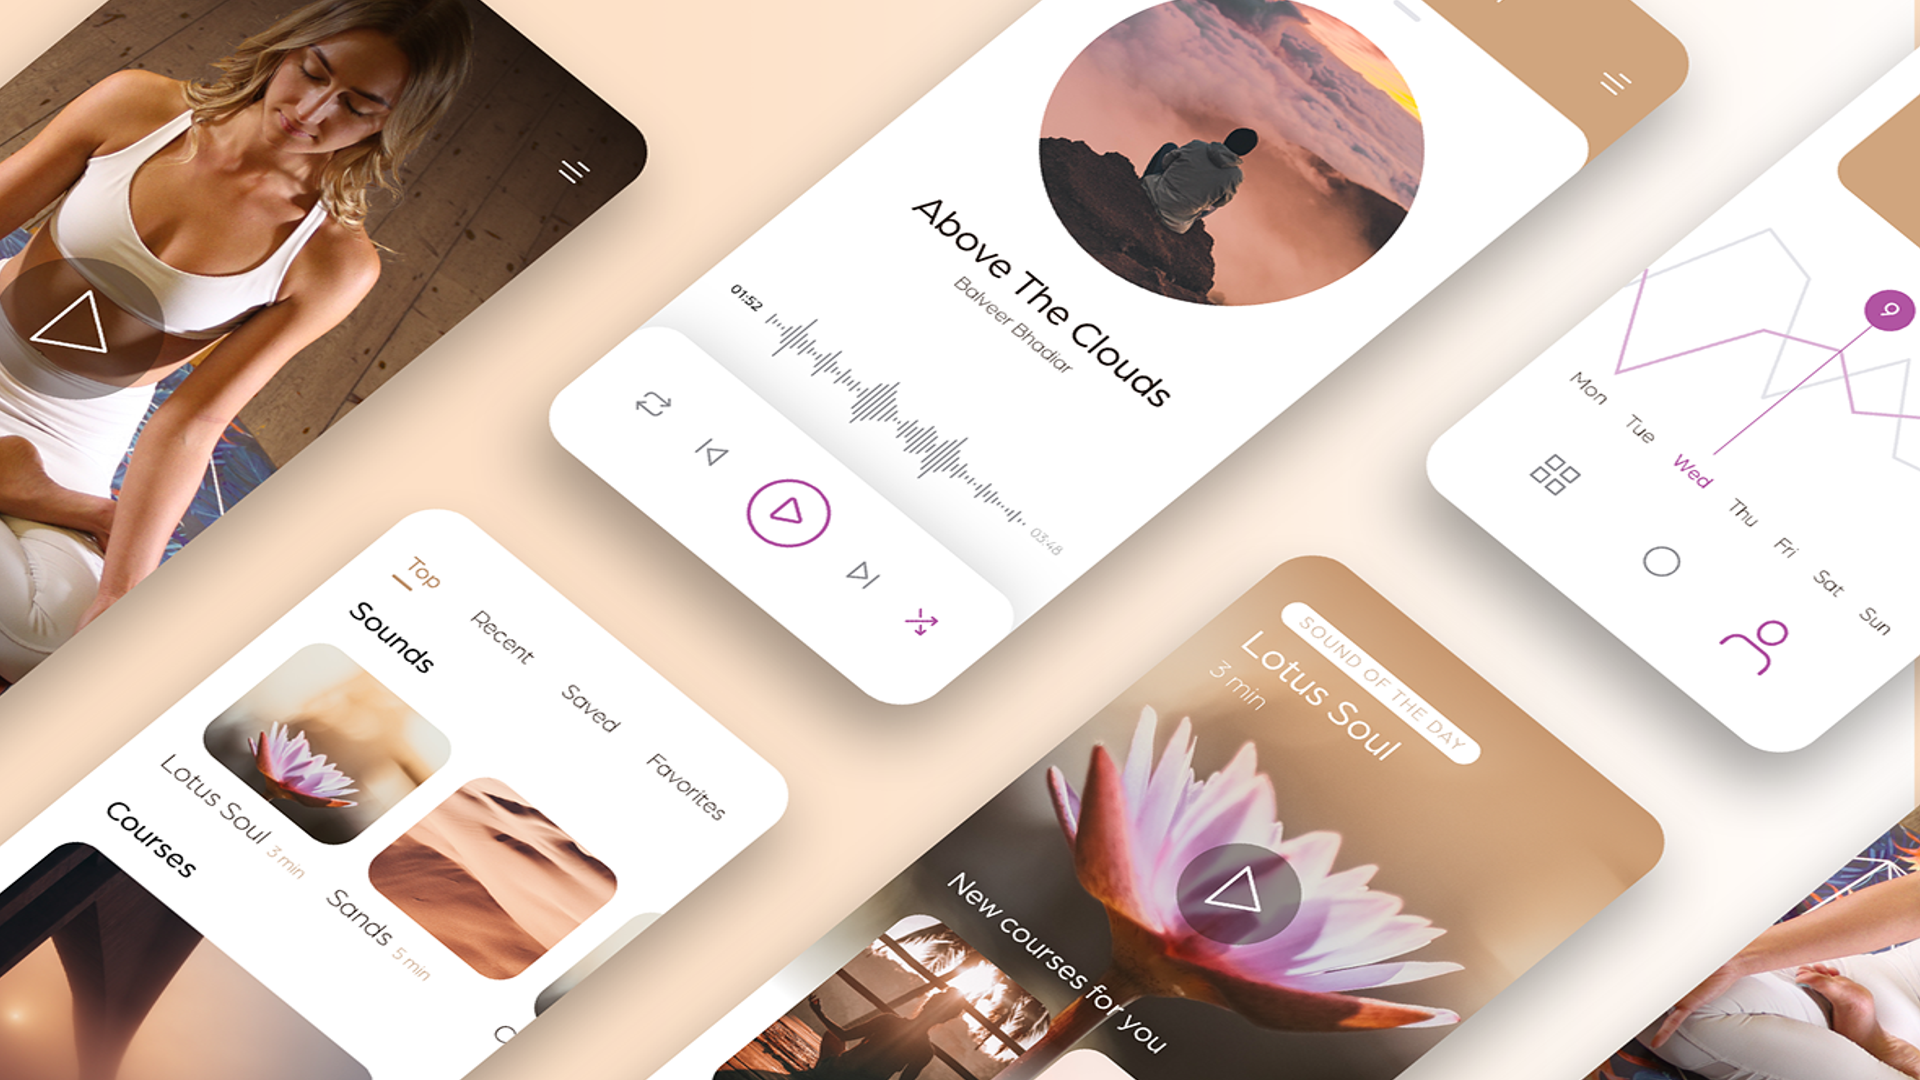 Above The Clouds
Balveer Bhadiar
01:52
03:48
9
Mon
Tue
Wed
Thu
Fri
Sat
Sun
Top
Recent
Saved
Favorites
Sounds
Lotus Soul 3 min
Sands 5 min
Courses
SOUND OF THE DAY
Lotus Soul
3 min
New courses for you